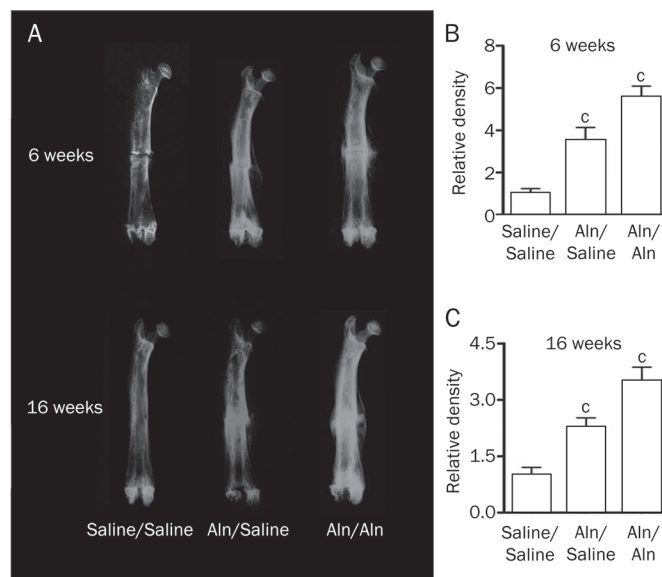 A
6 weeks
16 weeks
Saline/Saline Aln/Saline Aln/Aln
B
6 weeks
Relative density
8
6
4
2
0
c
c
Saline/
Saline
Aln/
Saline
Aln/
Aln
C
16 weeks
Relative density
4.5
3.0
1.5
0.0
c
c
Saline/
Saline
Aln/
Saline
Aln/
Aln